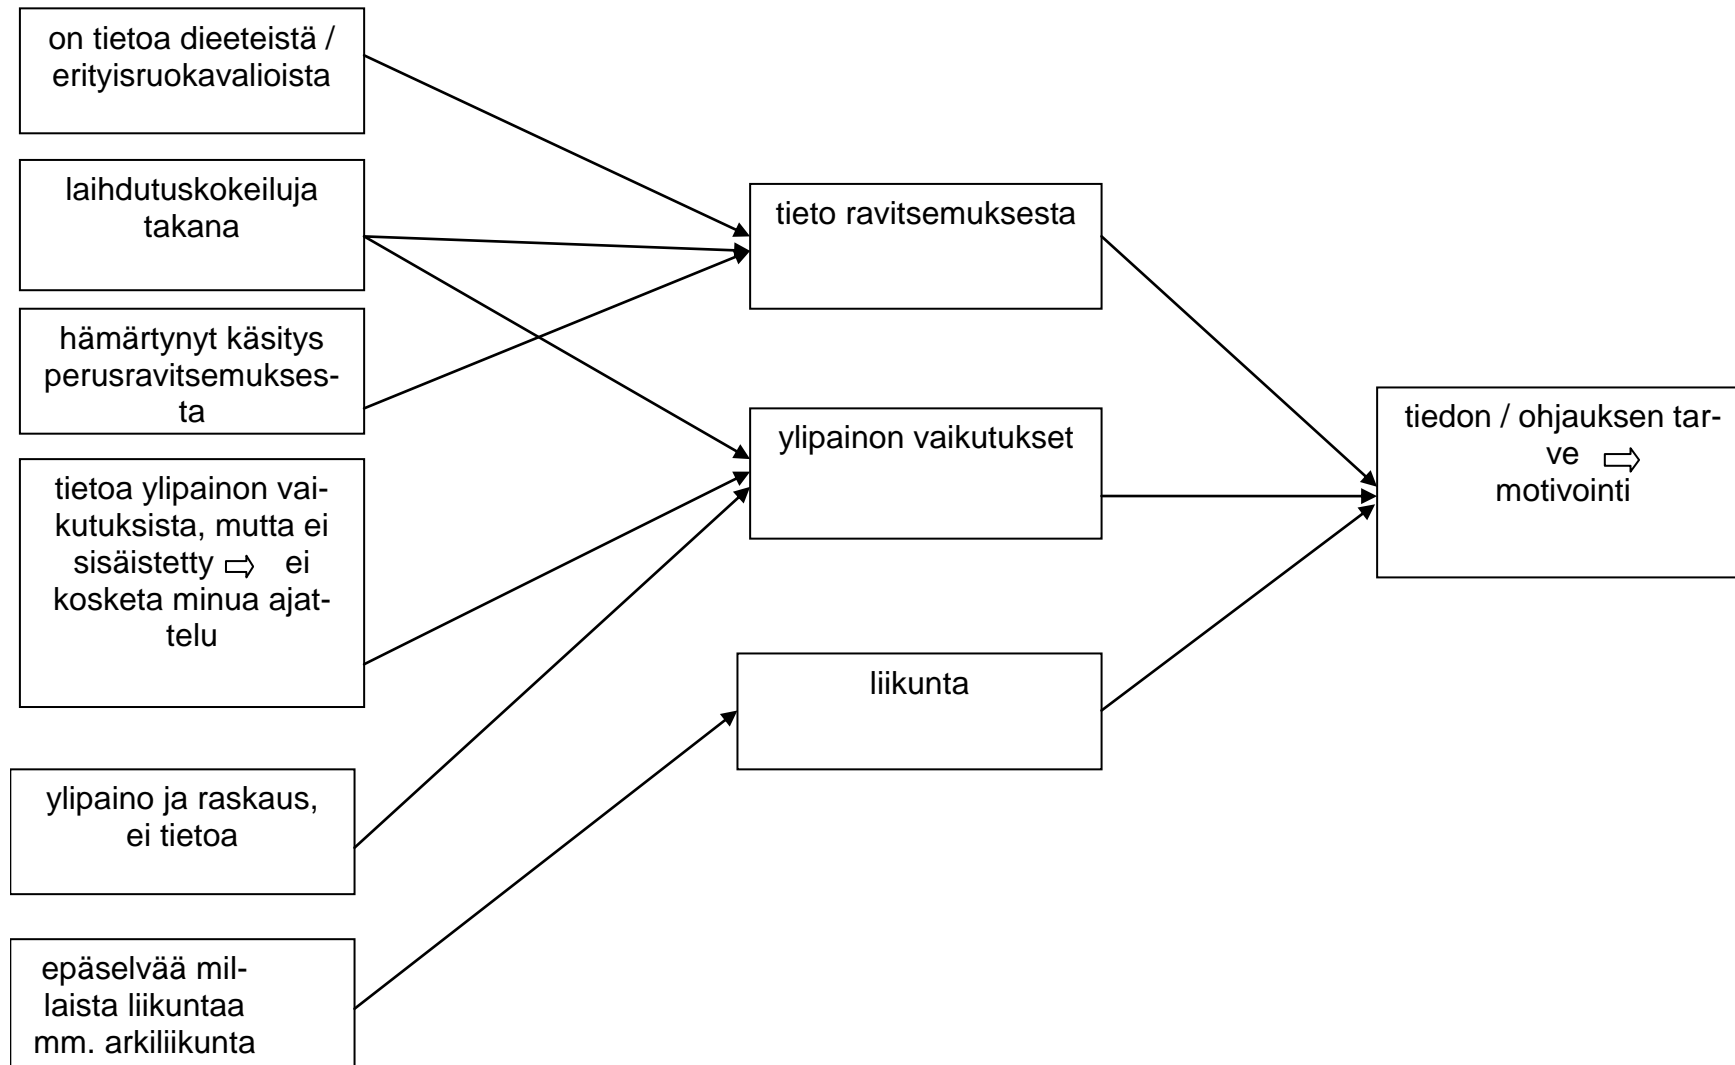 on tietoa dieeteistä /
erityisruokavalioista
laihdutuskokeiluja
takana
hämärtynyt käsitys
perusravitsemukses-
ta
tietoa ylipainon vai-
kutuksista, mutta ei
sisäistetty ⇨ ei
kosketa minua ajat-
telu
ylipaino ja raskaus,
ei tietoa
epäselvää mil-
laista liikuntaa
mm. arkiliikunta
tieto ravitsemuksesta
ylipainon vaikutukset
liikunta
tiedon / ohjauksen tar-
ve ⇨
motivointi